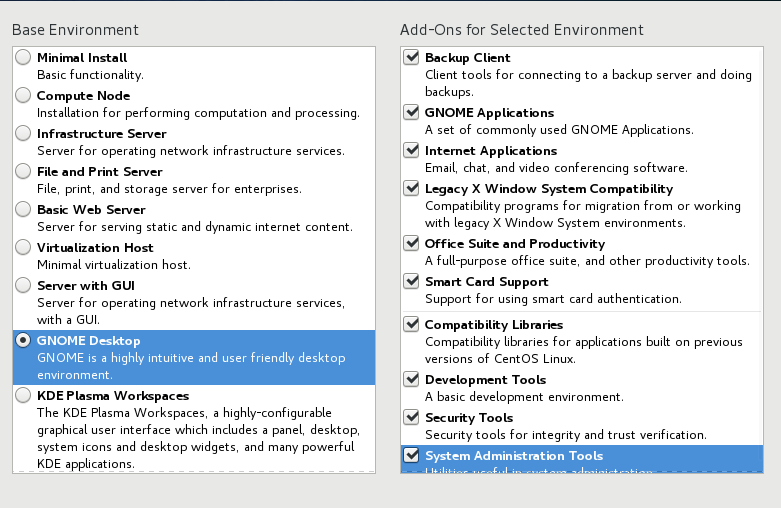 Base Environment
Minimal Install
Basic functionality.
Compute Node
Installation for performing computation and processing.
Infrastructure Server
Server for operating network infrastructure services.
File and Print Server
File, print, and storage server for enterprises.
Basic Web Server
Server for serving static and dynamic internet content.
Virtualization Host
Minimal virtualization host.
Server with GUI
Server for operating network infrastructure services,
with a GUI.
GNOME Desktop
GNOME is a highly intuitive and user friendly desktop
environment.
KDE Plasma Workspaces
The KDE Plasma Workspaces, a highly-configurable
graphical user interface which includes a panel, desktop,
system icons and desktop widgets, and many powerful
KDE applications.
Add-Ons for Selected Environment
Backup Client
Client tools for connecting to a backup server and doing
backups.
GNOME Applications
A set of commonly used GNOME Applications.
Internet Applications
Email, chat, and video conferencing software.
Legacy X Window System Compatibility
Compatibility programs for migration from or working
with legacy X Window System environments.
Office Suite and Productivity
A full-purpose office suite, and other productivity tools.
Smart Card Support
Support for using smart card authentication.
Compatibility Libraries
Compatibility libraries for applications built on previous
versions of CentOS Linux.
Development Tools
A basic development environment.
Security Tools
Security tools for integrity and trust verification.
System Administration Tools
Utilities useful in system administration.